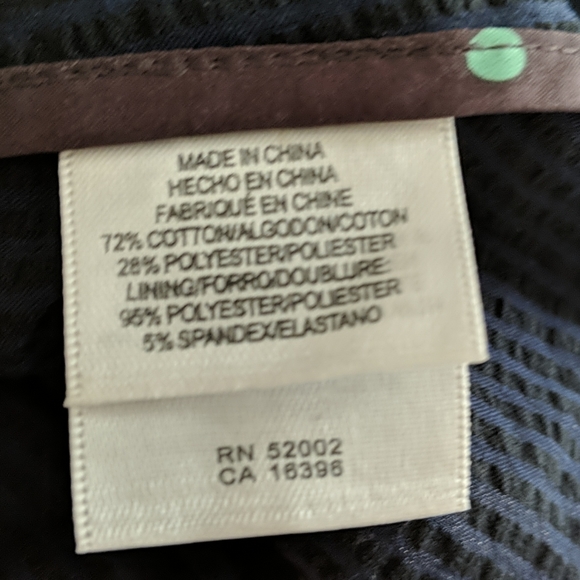 MADE IN CHINA
HECHO EN CHINA
FABRIQUÉ EN CHINE
72% COTTON/ALGODON/COTON
28% POLYESTER/POLIESTER
LINING/FORRO/DOUBLURE:
95% POLYESTER/POLIESTER
5% SPANDEX/ELASTANO
RN 52002
CA 16396